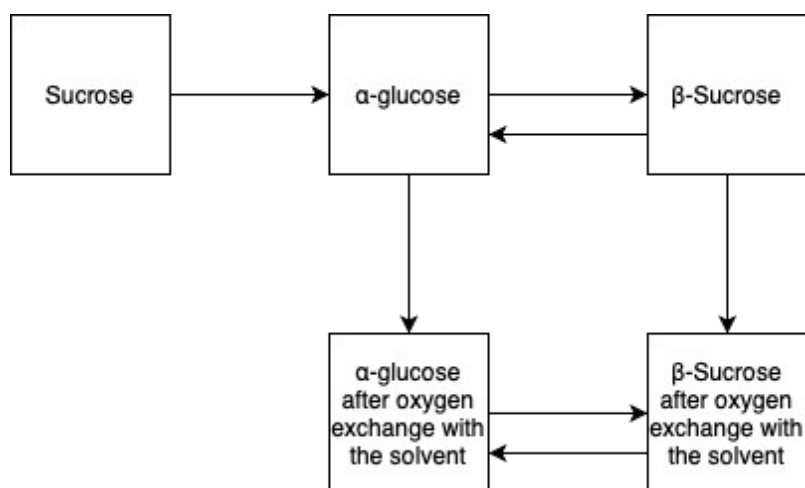 Sucrose
α-glucose
β-Sucrose
α-glucose
after oxygen
exchange with
the solvent
β-Sucrose
after oxygen
exchange with
the solvent